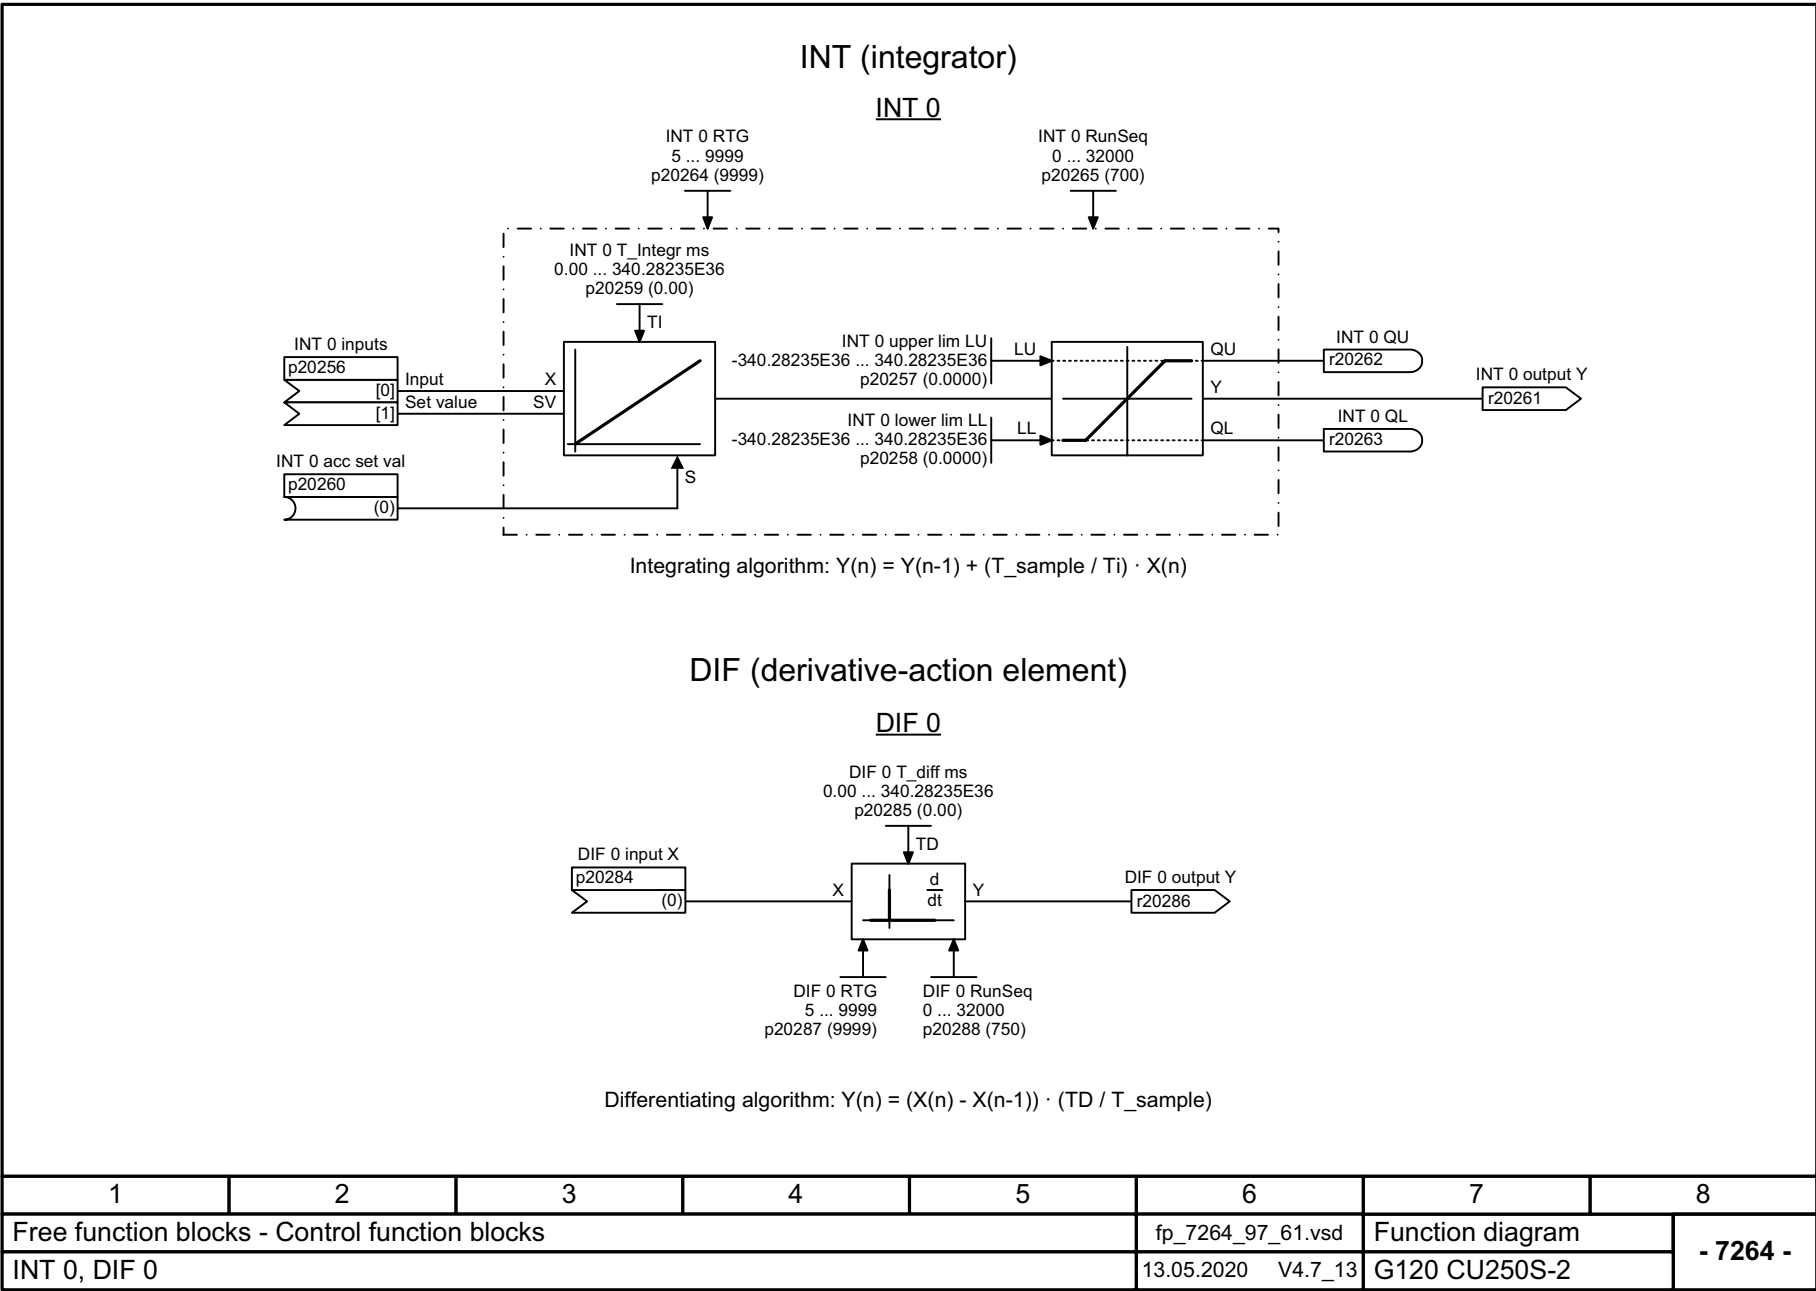 INT (integrator)
INT 0
INT 0 RTG
5 ... 9999
p20264 (9999)
INT 0 RunSeq
0 ... 32000
p20265 (700)
INT 0 T_Integr ms
0.00 ... 340.28235E36
p20259 (0.00)
TI
INT 0 inputs
p20256
[0]
[1]
Input
Set value
X
SV
INT 0 acc set val
p20260
(0)
S
INT 0 upper lim LU
-340.28235E36 ... 340.28235E36
p20257 (0.0000)
LU
INT 0 lower lim LL
-340.28235E36 ... 340.28235E36
p20258 (0.0000)
LL
QU
Y
QL
INT 0 QU
r20262
INT 0 output Y
r20261
INT 0 QL
r20263
Integrating algorithm: Y(n) = Y(n-1) + (T_sample / Ti) · X(n)
DIF (derivative-action element)
DIF 0
DIF 0 T_diff ms
0.00 ... 340.28235E36
p20285 (0.00)
TD
DIF 0 input X
p20284
(0)
X
d
dt
Y
DIF 0 output Y
r20286
DIF 0 RTG
5 ... 9999
p20287 (9999)
DIF 0 RunSeq
0 ... 32000
p20288 (750)
Differentiating algorithm: Y(n) = (X(n) - X(n-1)) · (TD / T_sample)
1 2 3 4 5 6 7 8
Free function blocks - Control function blocks
fp_7264_97_61.vsd
Function diagram
- 7264 -
INT 0, DIF 0
13.05.2020 V4.7_13
G120 CU250S-2